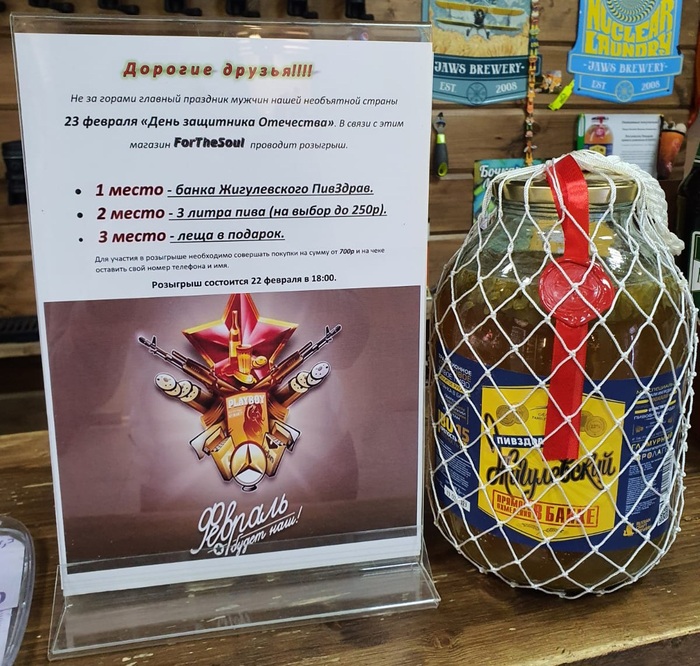 Дорогие друзья!!!!
Не за горами главный праздник мужчин нашей необъятной страны
23 февраля «День защитника Отечества». В связи с этим
магазин ForTheSoul проводит розыгрыш.
1 место - банка Жигулевского ПивЗдрав.
2 место - 3 литра пива (на выбор до 250р).
3 место - леща в подарок.
Для участия в розыгрыше необходимо совершать покупки на сумму от 700р и на чеке
оставить свой номер телефона и имя.
Розыгрыш состоится 22 февраля в 18:00.
PLAYBOY
Февраль
будет наш!
JAWS BREWERY
EST 2008
NUCLEAR
LAUNDRY
JAWS BREWERY
EST 2008
Жигулевский
В БАНКЕ